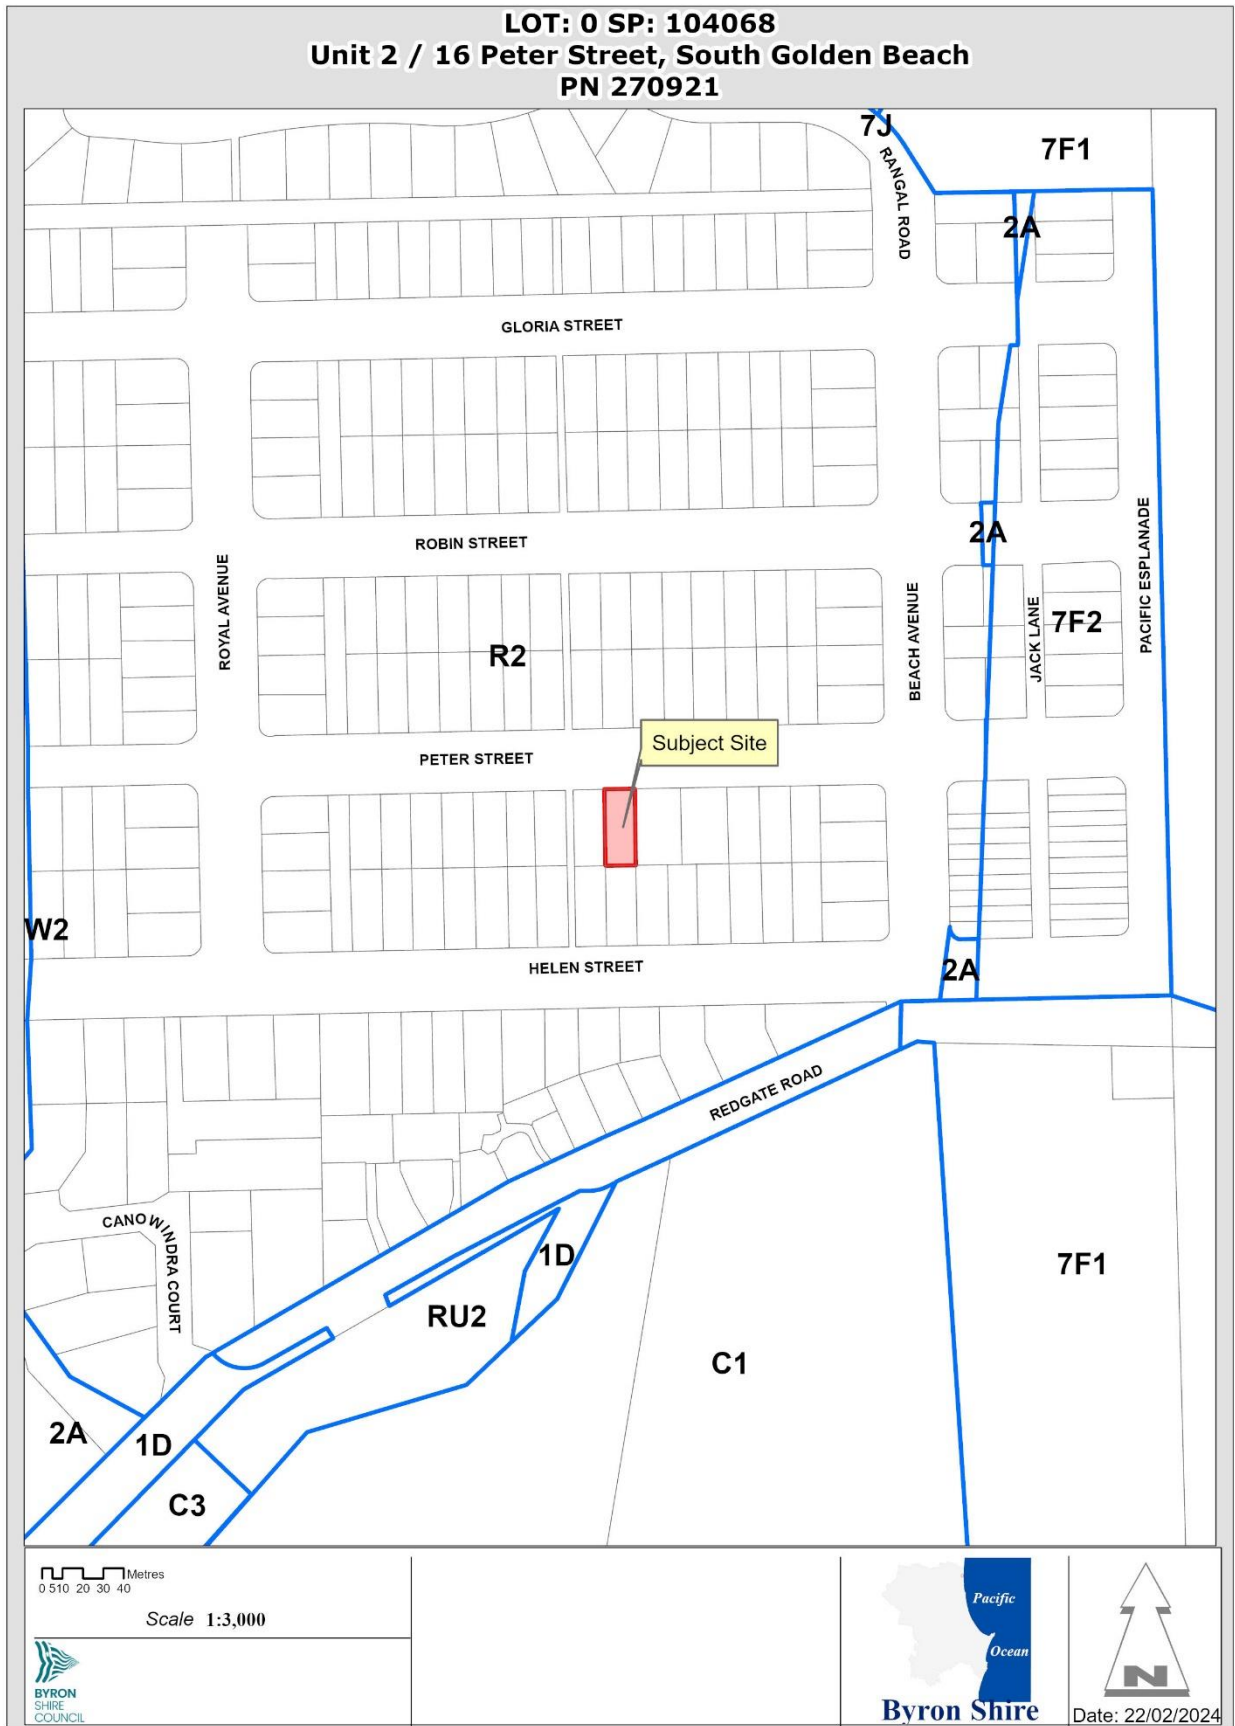 LOT: 0 SP: 104068
Unit 2 / 16 Peter Street, South Golden Beach
PN 270921
7J
7F1
RANGAL ROAD
2A
GLORIA STREET
ROBIN STREET
2A
PACIFIC ESPLANADE
ROYAL AVENUE
BEACH AVENUE
JACK LANE
7F2
R2
Subject Site
PETER STREET
W2
HELEN STREET
2A
REDGATE ROAD
CANOWINDRA COURT
1D
7F1
RU2
C1
2A
1D
C3
Metres
0 510 20 30 40
Scale 1:3,000
BYRON
SHIRE
COUNCIL
Pacific
Ocean
Byron Shire
N
Date: 22/02/2024